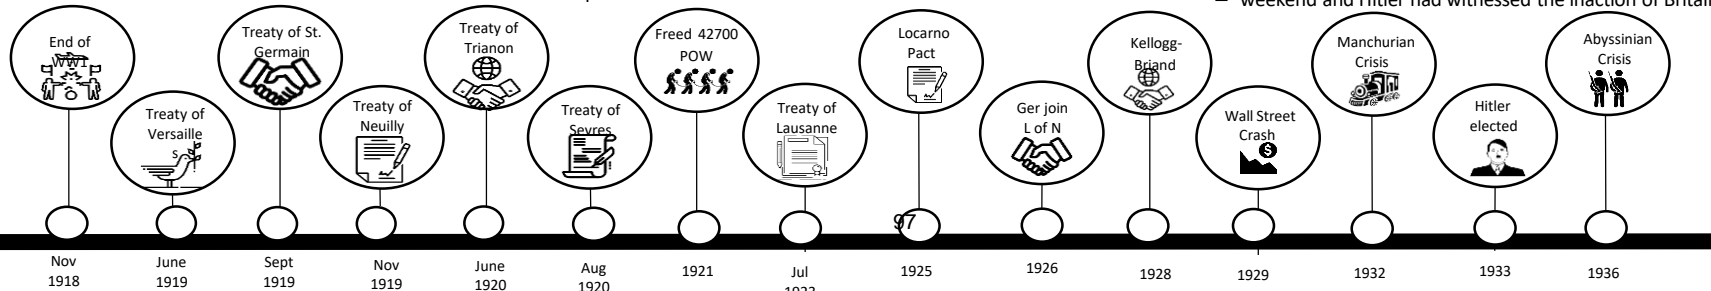 weekend and Hitler had witnessed the inaction of Britain
End of
WW1
Treaty of
Versaille
s
Treaty of St.
Germain
Treaty of
Neuilly
Treaty of
Trianon
Treaty of
Sevres
Freed 42700
POW
Treaty of
Lausanne
Locarno
Pact
Ger join
L of N
Kellogg-
Briand
Wall Street
Crash
Manchurian
Crisis
Hitler
elected
Abyssinian
Crisis
97
Nov
1918
June
1919
Sept
1919
Nov
1919
June
1920
Aug
1920
1921
Jul
1925
1926
1928
1929
1932
1933
1936